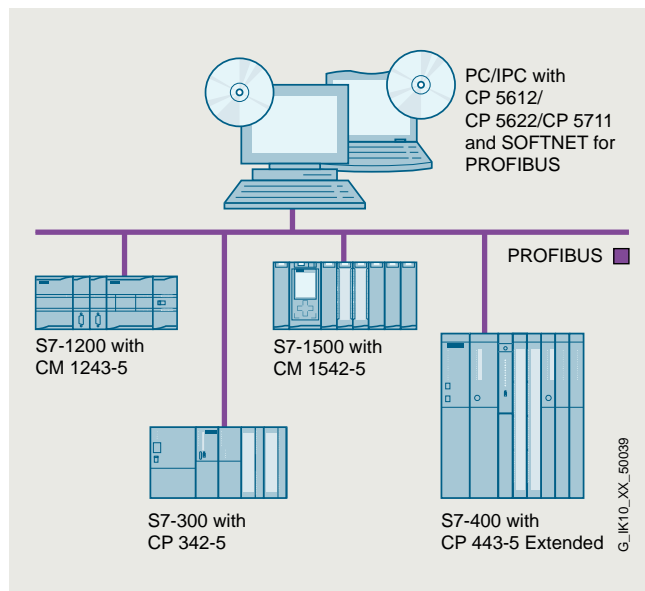 PC/IPC with
CP 5612/
CP 5622/CP 5711
and SOFTNET for
PROFIBUS
PROFIBUS
S7-1200 with
CM 1243-5
S7-1500 with
CM 1542-5
S7-300 with
CP 342-5
S7-400 with
CP 443-5 Extended
G_IK10_XX_50039